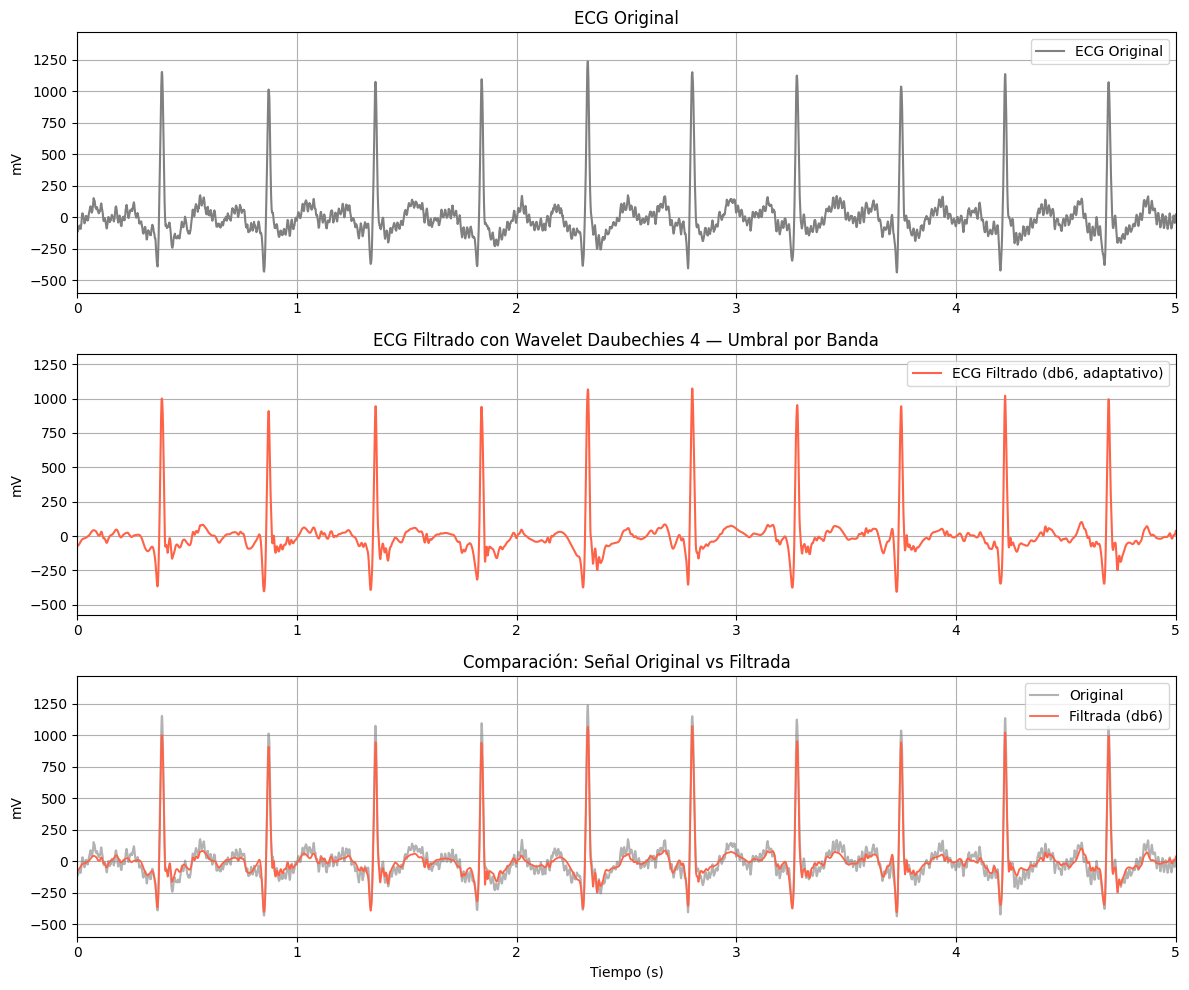 ECG Original
1250
1000
750
500
250
0
−250
−500
mV
ECG Original
0 1 2 3 4 5
ECG Filtrado con Wavelet Daubechies 4 — Umbral por Banda
1250
1000
750
500
250
0
−250
−500
mV
ECG Filtrado (db6, adaptativo)
0 1 2 3 4 5
Comparación: Señal Original vs Filtrada
1250
1000
750
500
250
0
−250
−500
mV
Original
Filtrada (db6)
0 1 2 3 4 5
Tiempo (s)